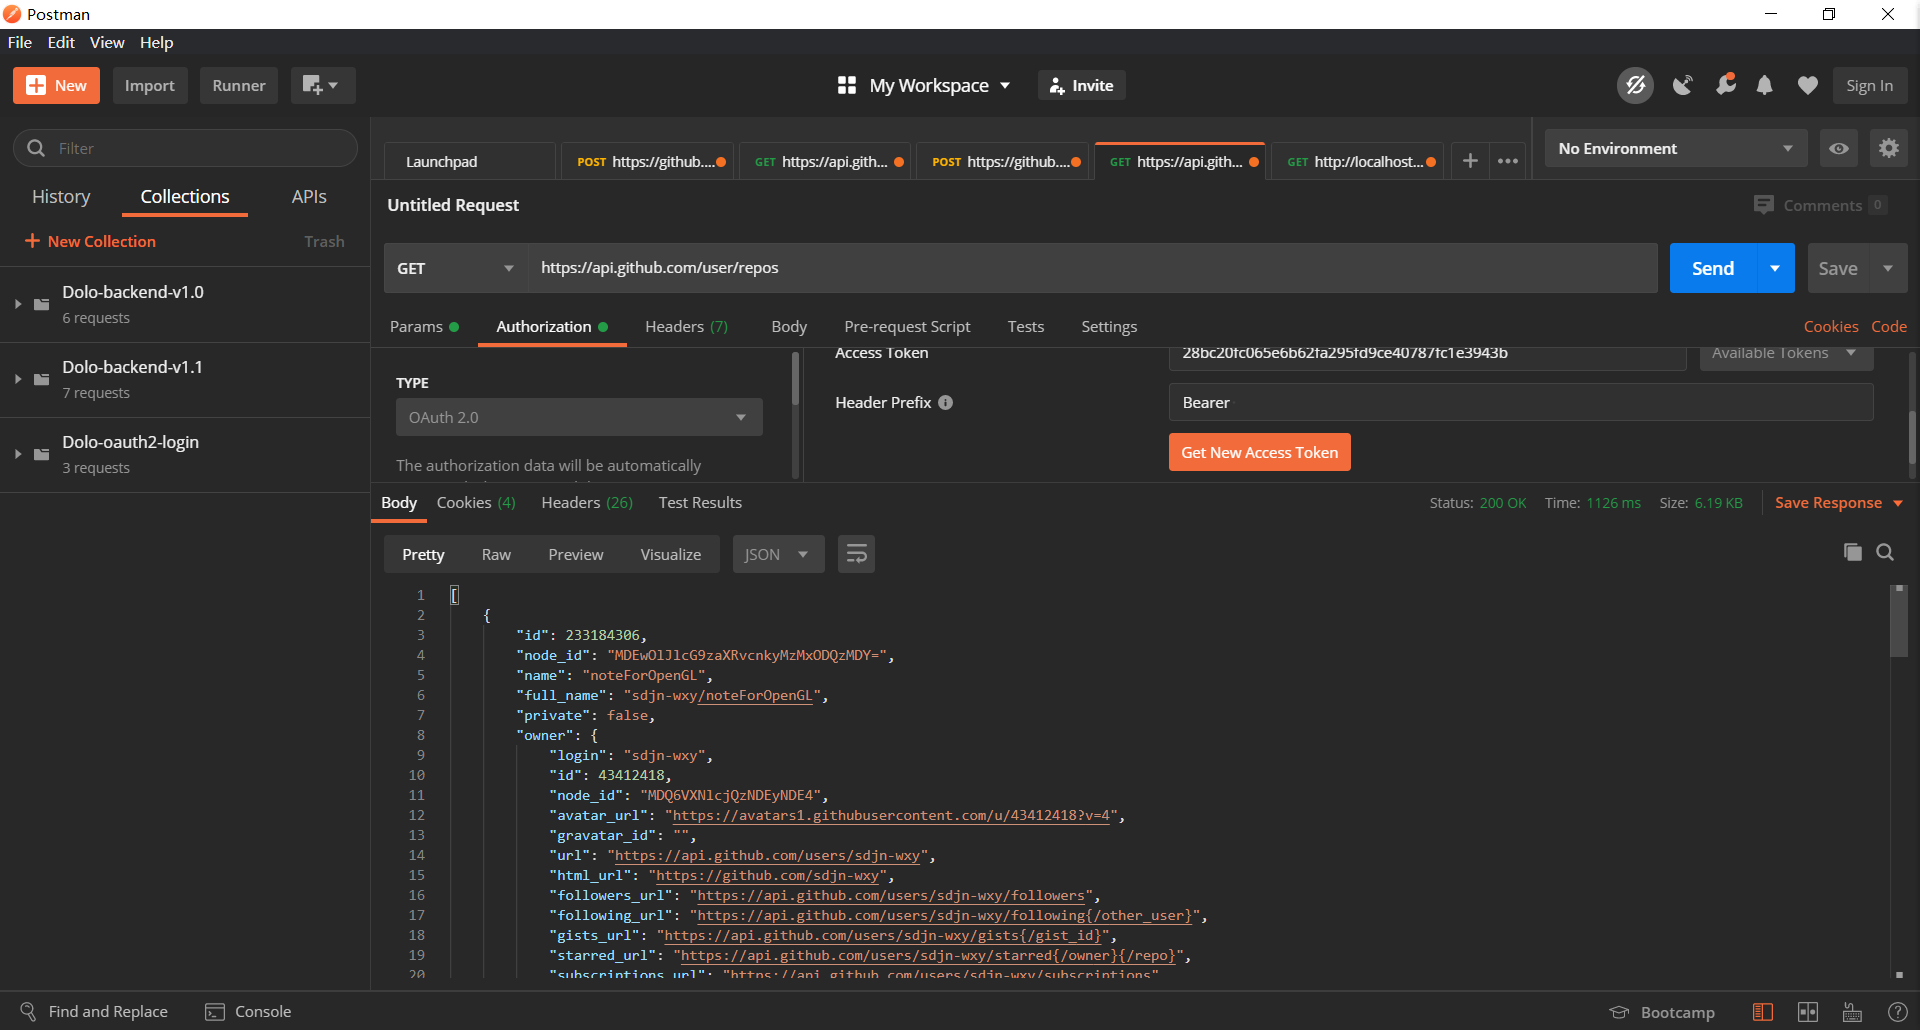 Postman
File Edit View Help
New Import Runner My Workspace Invite Sign In
Filter
History Collections APIs
New Collection Trash
Dolo-backend-v1.0
6 requests
Dolo-backend-v1.1
7 requests
Dolo-oauth2-login
3 requests
Launchpad POST https://github.... GET https://api.gith... POST https://github.... GET https://api.gith... GET http://localhost... No Environment
Untitled Request Comments 0
GET https://api.github.com/user/repos Send Save
Params Authorization Headers (7) Body Pre-request Script Tests Settings Cookies Code
Access Token 28bc20fc065e6b62fa295fd9ce40787fc1e3943b Available Tokens
TYPE
Header Prefix Bearer
OAuth 2.0
Get New Access Token
The authorization data will be automatically
Body Cookies (4) Headers (26) Test Results Status: 200 OK Time: 1126 ms Size: 6.19 KB Save Response
Pretty Raw Preview Visualize JSON
1 [
2 {
3 "id": 233184306,
4 "node_id": "MDEwOlJlcG9zaXRvcnkyMzMxODQzMDY=",
5 "name": "noteForOpenGL",
6 "full_name": "sdjn-wxy/noteForOpenGL",
7 "private": false,
8 "owner": {
9 "login": "sdjn-wxy",
10 "id": 43412418,
11 "node_id": "MDQ6VXNlcjQzNDEyNDE4",
12 "avatar_url": "https://avatars1.githubusercontent.com/u/43412418?v=4",
13 "gravatar_id": "",
14 "url": "https://api.github.com/users/sdjn-wxy",
15 "html_url": "https://github.com/sdjn-wxy",
16 "followers_url": "https://api.github.com/users/sdjn-wxy/followers",
17 "following_url": "https://api.github.com/users/sdjn-wxy/following{/other_user}",
18 "gists_url": "https://api.github.com/users/sdjn-wxy/gists{/gist_id}",
19 "starred_url": "https://api.github.com/users/sdjn-wxy/starred{/owner}{/repo}",
20 "subscriptions_url": "https://api.github.com/users/sdjn-wxy/subscriptions"
Find and Replace Console Bootcamp